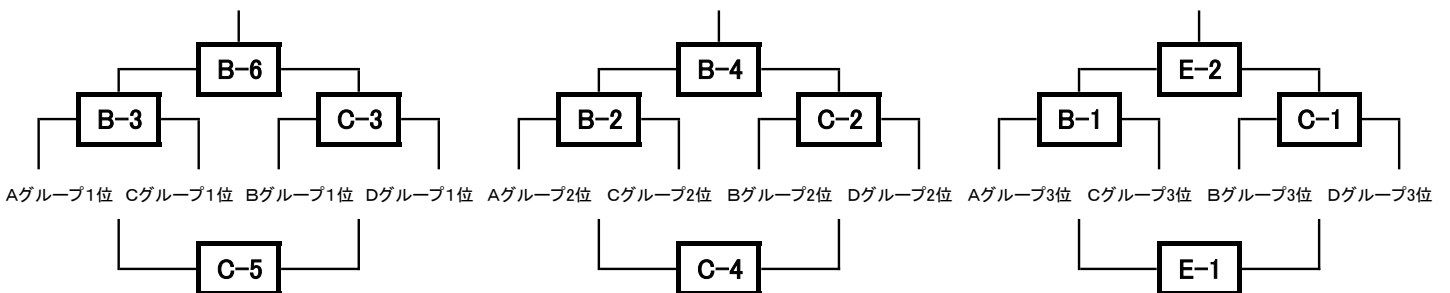 B-6 B-4 E-2
B-3 C-3 B-2 C-2 B-1 C-1
Aグループ1位 Cグループ1位 Bグループ1位 Dグループ1位 Aグループ2位 Cグループ2位 Bグループ2位 Dグループ2位 Aグループ3位 Cグループ3位 Bグループ3位 Dグループ3位
C-5 C-4 E-1